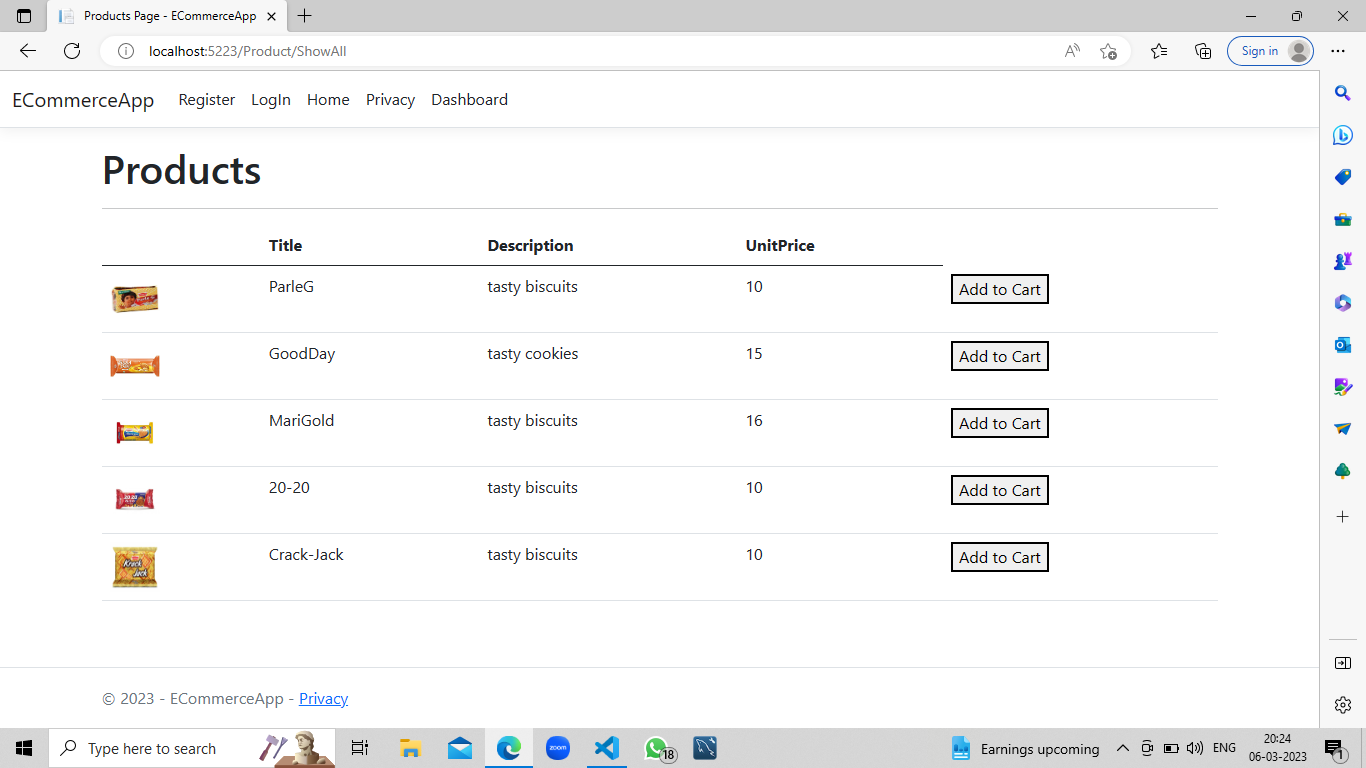 Products Page - ECommerceApp
localhost:5223/Product/ShowAll
Sign in
ECommerceApp Register LogIn Home Privacy Dashboard
Products
Title Description UnitPrice
ParleG tasty biscuits 10 Add to Cart
GoodDay tasty cookies 15 Add to Cart
MariGold tasty biscuits 16 Add to Cart
20-20 tasty biscuits 10 Add to Cart
Krack
Jack
Crack-Jack tasty biscuits 10 Add to Cart
© 2023 - ECommerceApp - Privacy
Type here to search
zoom
18
Earnings upcoming
ENG
20:24
06-03-2023
1